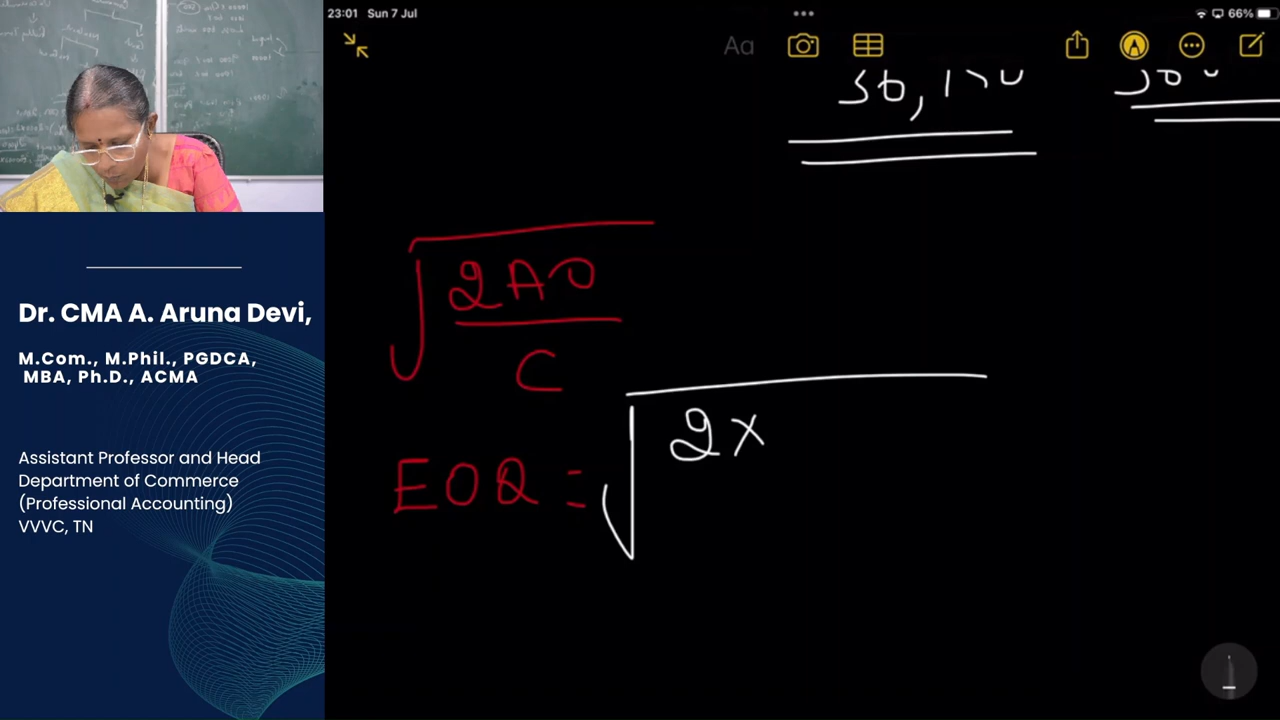 23:01 Sun 7 Jul
66%
Aa
2AO
C
EOQ = √ 2 ×
Dr. CMA A. Aruna Devi,
M.Com., M.Phil., PGDCA,
MBA, Ph.D., ACMA
Assistant Professor and Head
Department of Commerce
(Professional Accounting)
VVVC, TN